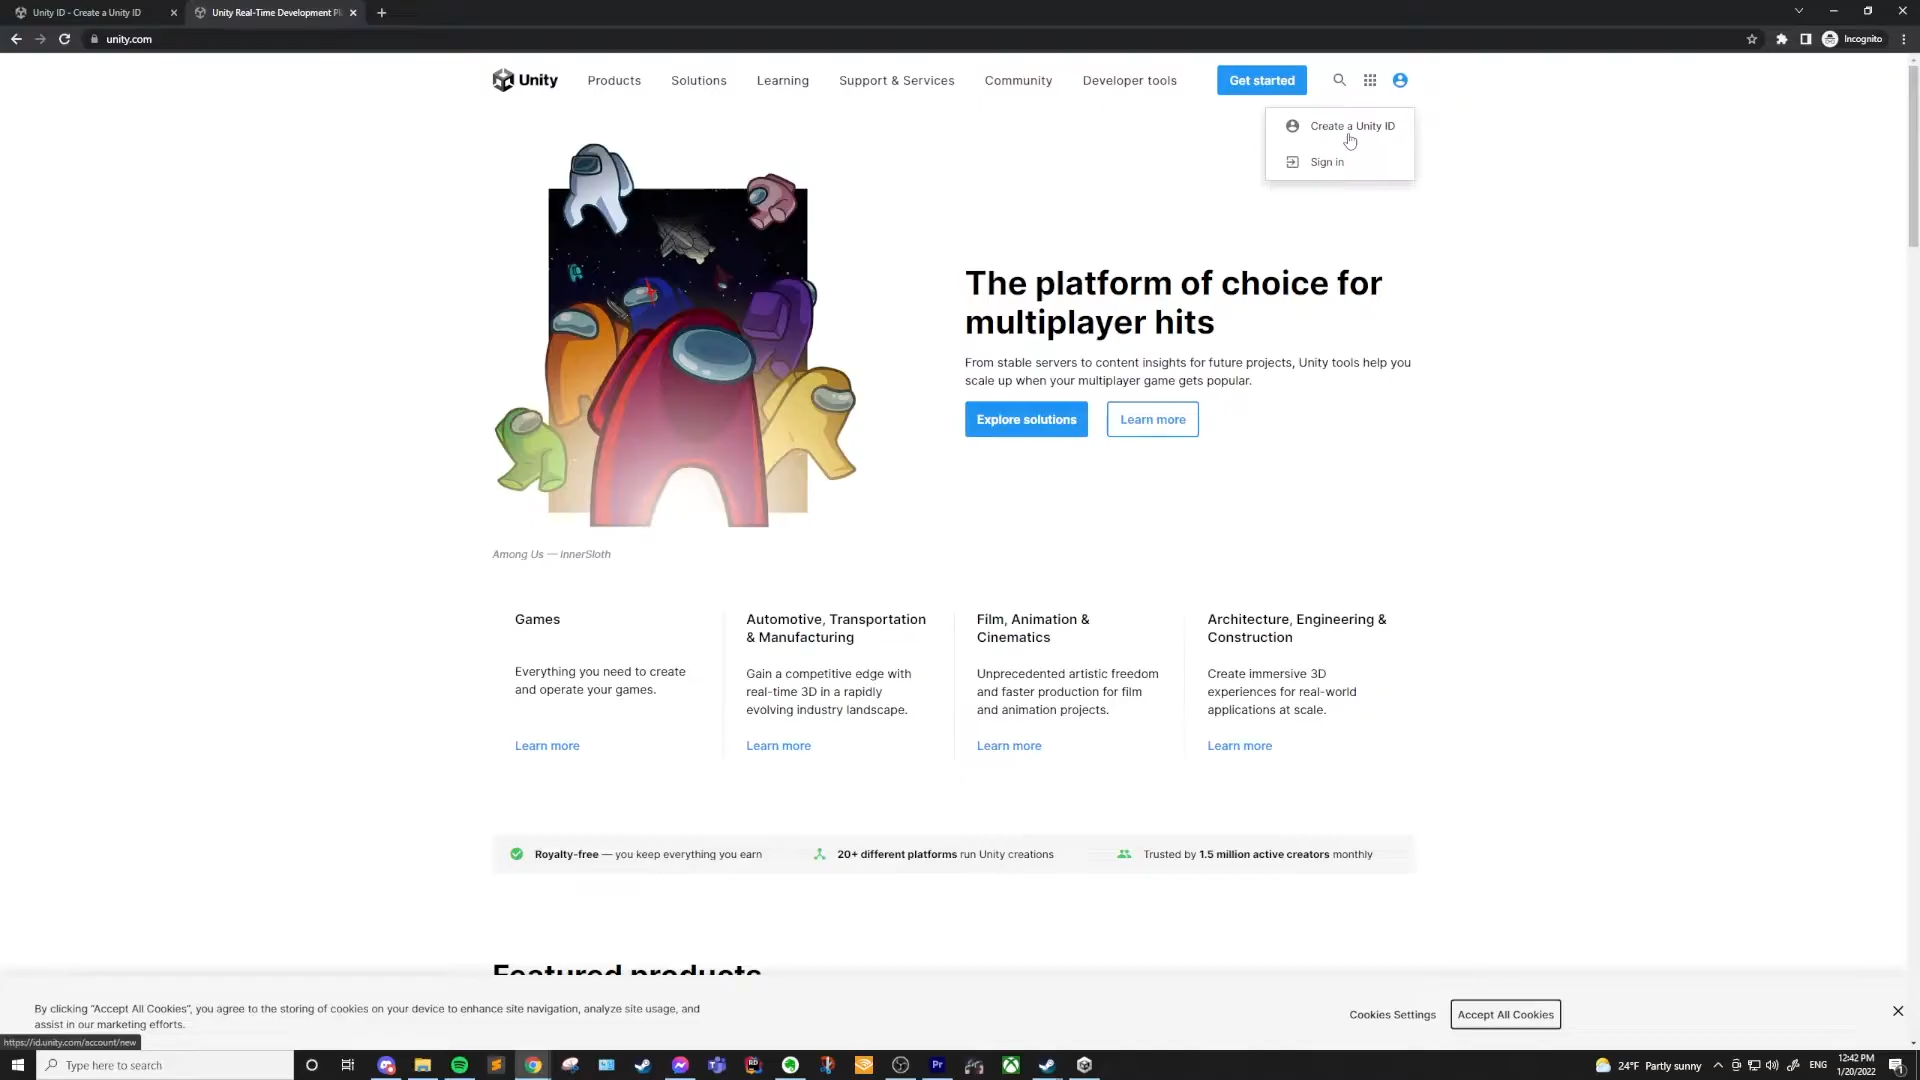 Unity ID - Create a Unity ID
Unity Real-Time Development Pl
unity.com
Incognito
Unity
Products
Solutions
Learning
Support & Services
Community
Developer tools
Get started
Create a Unity ID
Sign in
The platform of choice for
multiplayer hits
From stable servers to content insights for future projects, Unity tools help you
scale up when your multiplayer game gets popular.
Explore solutions
Learn more
Among Us — InnerSloth
Games
Everything you need to create
and operate your games.
Learn more
Automotive, Transportation
& Manufacturing
Gain a competitive edge with
real-time 3D in a rapidly
evolving industry landscape.
Learn more
Film, Animation &
Cinematics
Unprecedented artistic freedom
and faster production for film
and animation projects.
Learn more
Architecture, Engineering &
Construction
Create immersive 3D
experiences for real-world
applications at scale.
Learn more
Royalty-free — you keep everything you earn
20+ different platforms run Unity creations
Trusted by 1.5 million active creators monthly
Featured products
By clicking “Accept All Cookies”, you agree to the storing of cookies on your device to enhance site navigation, analyze site usage, and
assist in our marketing efforts.
Cookies Settings
Accept All Cookies
https://id.unity.com/account/new
Type here to search
Pr
24°F Partly sunny
ENG
12:42 PM
1/20/2022